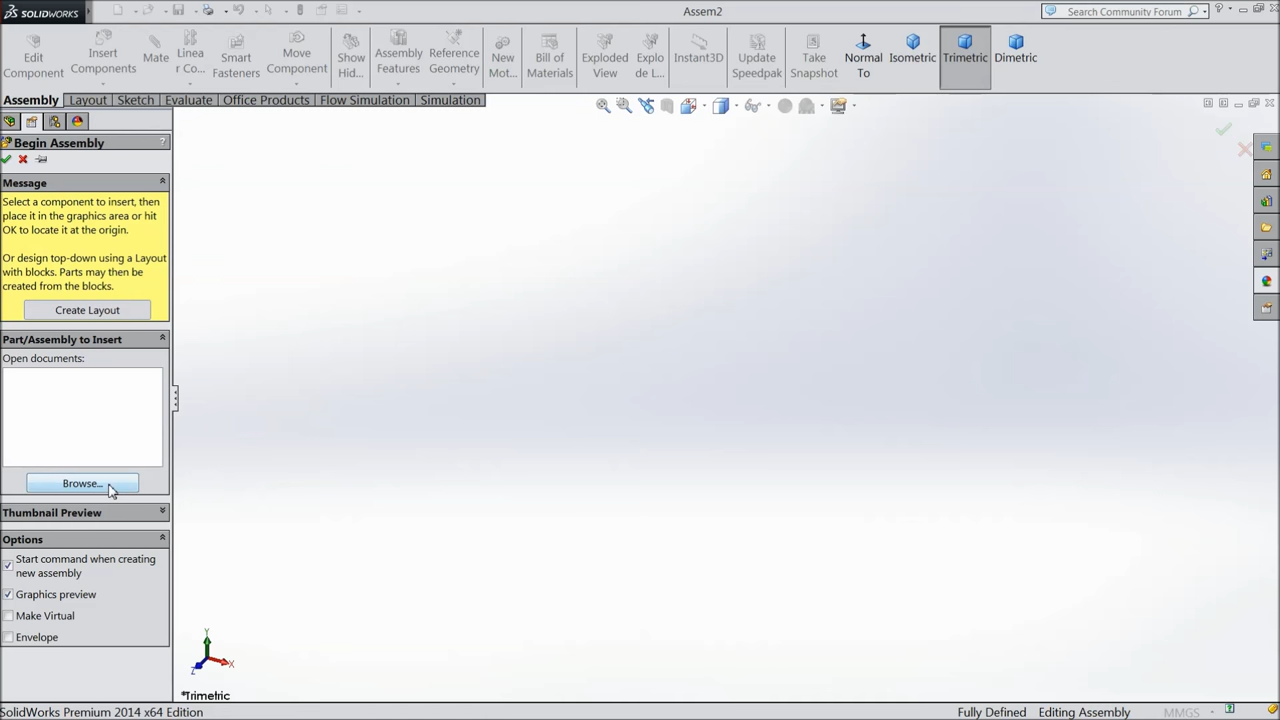 SOLIDWORKS
Assem2
Search Community Forum
Edit Component
Insert Components
Mate
Linea r Co...
Smart Fasteners
Move Component
Show Hid...
Assembly Features
Reference Geometry
New Mot...
Bill of Materials
Exploded View
Explo de L...
Instant3D
Update Speedpak
Take Snapshot
Normal To
Isometric
Trimetric
Dimetric
Assembly
Layout
Sketch
Evaluate
Office Products
Flow Simulation
Simulation
Begin Assembly
?
Message
Select a component to insert, then
place it in the graphics area or hit
OK to locate it at the origin.
Or design top-down using a Layout
with blocks. Parts may then be
created from the blocks.
Create Layout
Part/Assembly to Insert
Open documents:
Browse...
Thumbnail Preview
Options
Start command when creating
new assembly
Graphics preview
Make Virtual
Envelope
Y
X
Z
*Trimetric
SolidWorks Premium 2014 x64 Edition
Fully Defined
Editing Assembly
MMGS